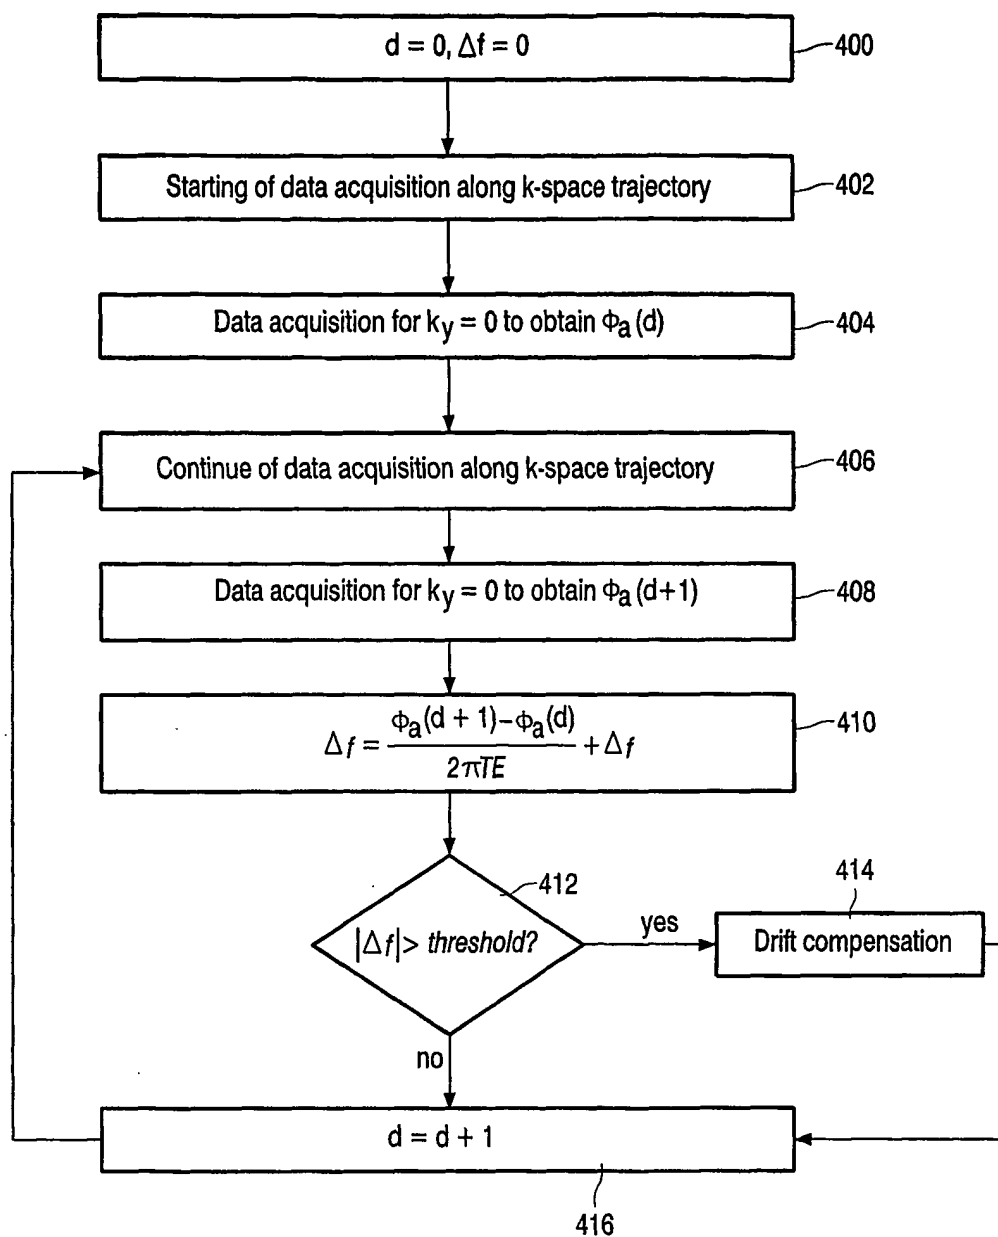 d = 0, Δf = 0
400
Starting of data acquisition along k-space trajectory
402
Data acquisition for ky = 0 to obtain Φa (d)
404
Continue of data acquisition along k-space trajectory
406
Data acquisition for ky = 0 to obtain Φa (d+1)
408
Δf = Φa(d + 1)−Φa(d) / 2πTE + Δf
410
412
|Δf| > threshold?
yes
414
Drift compensation
no
d = d + 1
416